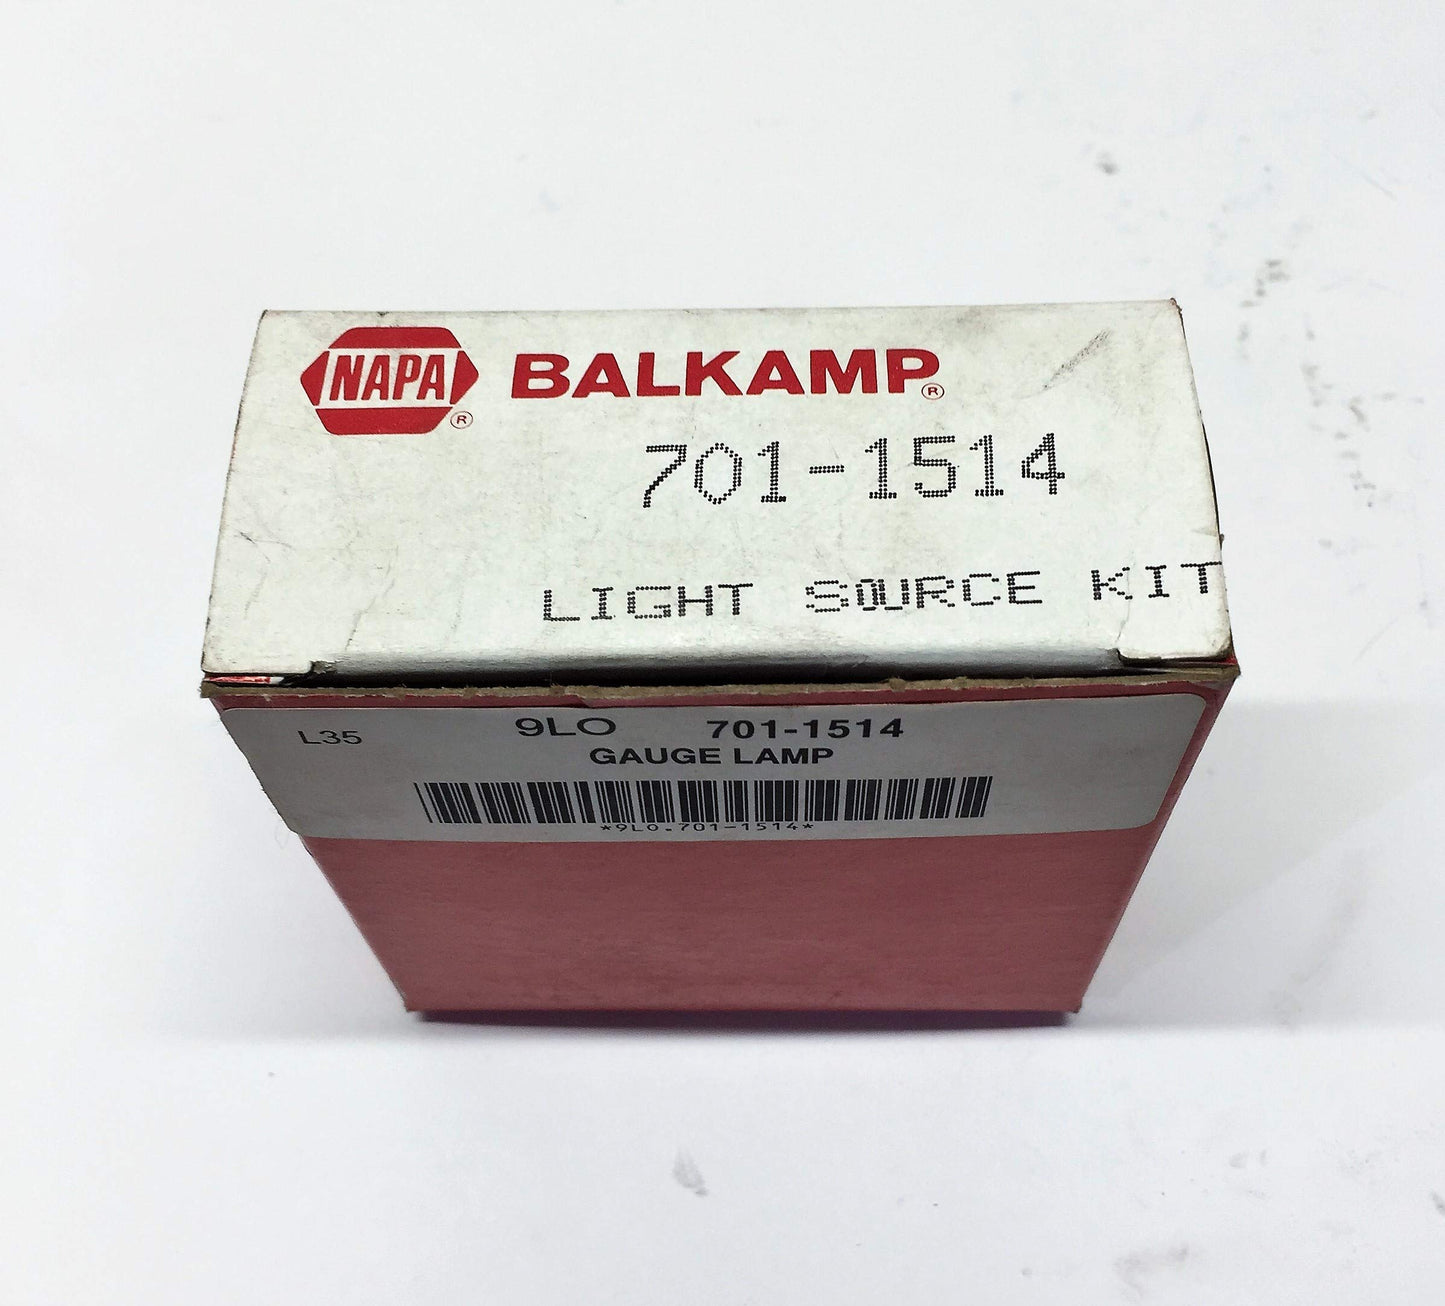 NAPA® BALKAMP®
701-1514
LIGHT SOURCE KIT
L35 9LO 701-1514
GAUGE LAMP
*9LO.701-1514*